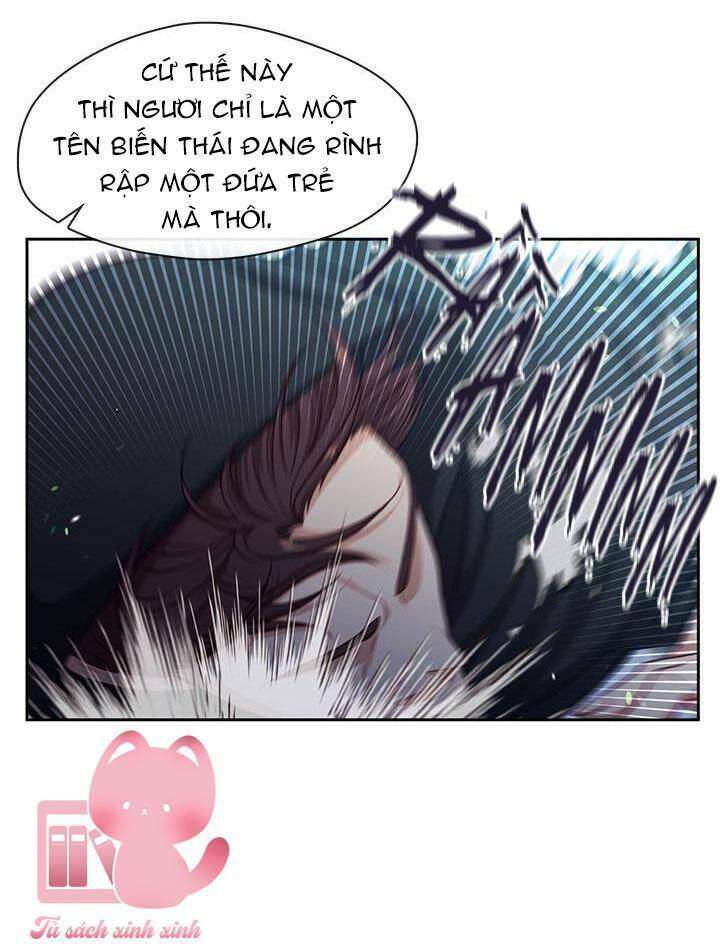 CỨ THẾ NÀY
THÌ NGƯƠI CHỈ LÀ MỘT
TÊN BIẾN THÁI ĐANG RÌNH
RẬP MỘT ĐỨA TRẺ
MÀ THÔI.
RẦMMMM
Tủ sách xinh xinh